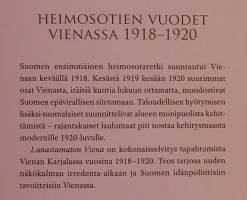 HEIMOSOTIEN VUODET
VIENASSA 1918–1920
Suomen ensimmäinen heimosotaretki suuntautui Vie-
naan keväällä 1918. Kesästä 1919 kesään 1920 suurimmat
osat Vienasta, itäisiä kuntia lukuun ottamatta, muodostivat
Suomen epävirallisen siirtomaan. Taloudellisen hyötymisen
lisäksi suomalaiset suunnittelivat alueen monipuolista kehit-
tämistä – rajantakaiset laulumaat piti nostaa kehitysmaasta
modernille 1920-luvulle.
Lunastamaton Viena on kokonaisselvitys tapahtumista
Vienan Karjalassa vuosina 1918–1920. Teos tarjoaa uuden
näkökulman irredenta-aikaan ja Suomen idänpoliittisiin
tavoitteisiin Vienassa.